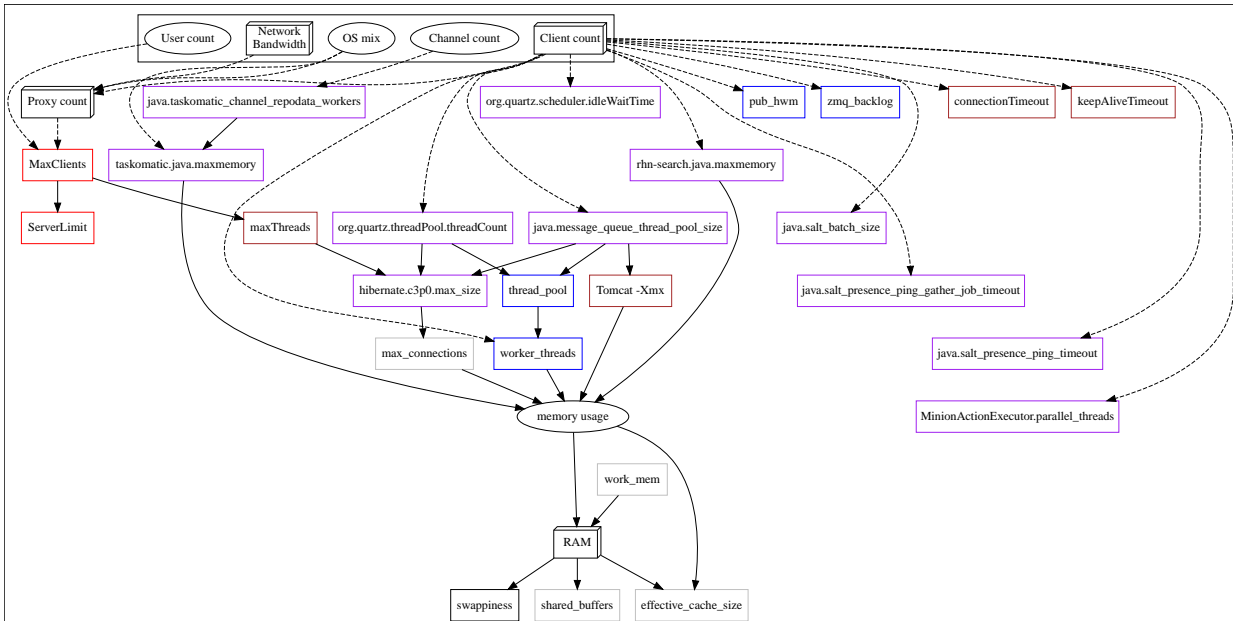 User count
Network
Bandwidth
OS mix
Channel count
Client count
Proxy count
java.taskomatic_channel_repodata_workers
org.quartz.scheduler.idleWaitTime
pub_hwm
zmq_backlog
connectionTimeout
keepAliveTimeout
MaxClients
taskomatic.java.maxmemory
rhn-search.java.maxmemory
ServerLimit
maxThreads
org.quartz.threadPool.threadCount
java.message_queue_thread_pool_size
java.salt_batch_size
hibernate.c3p0.max_size
thread_pool
Tomcat -Xmx
java.salt_presence_ping_gather_job_timeout
max_connections
worker_threads
java.salt_presence_ping_timeout
memory usage
MinionActionExecutor.parallel_threads
work_mem
RAM
swappiness
shared_buffers
effective_cache_size